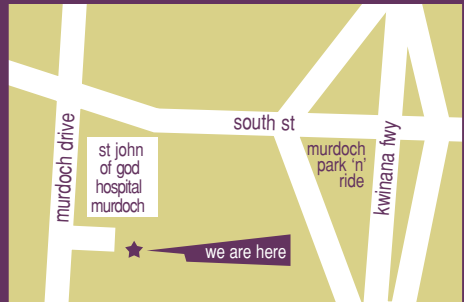 south st
murdoch drive
st john
of god
hospital
murdoch
murdoch
park ‘n’
ride
kwinana fwy
we are here